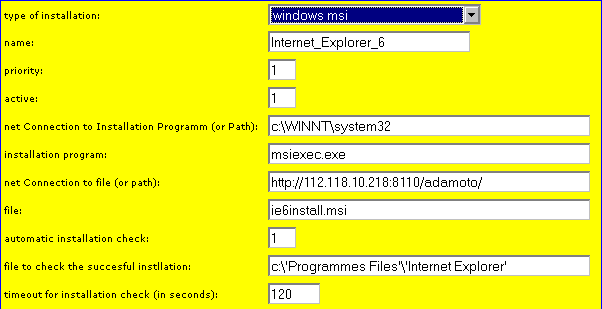 type of installation: windows msi
name: Internet_Explorer_6
priority: 1
active: 1
net Connection to Installation Programm (or Path): c:\WINNT\system32
installation program: msiexec.exe
net Connection to file (or path): http://112.118.10.218:8110/adamoto/
file: ie6install.msi
automatic installation check: 1
file to check the succesful instllation: c:\'Programmes Files'\'Internet Explorer'
timeout for installation check (in seconds): 120